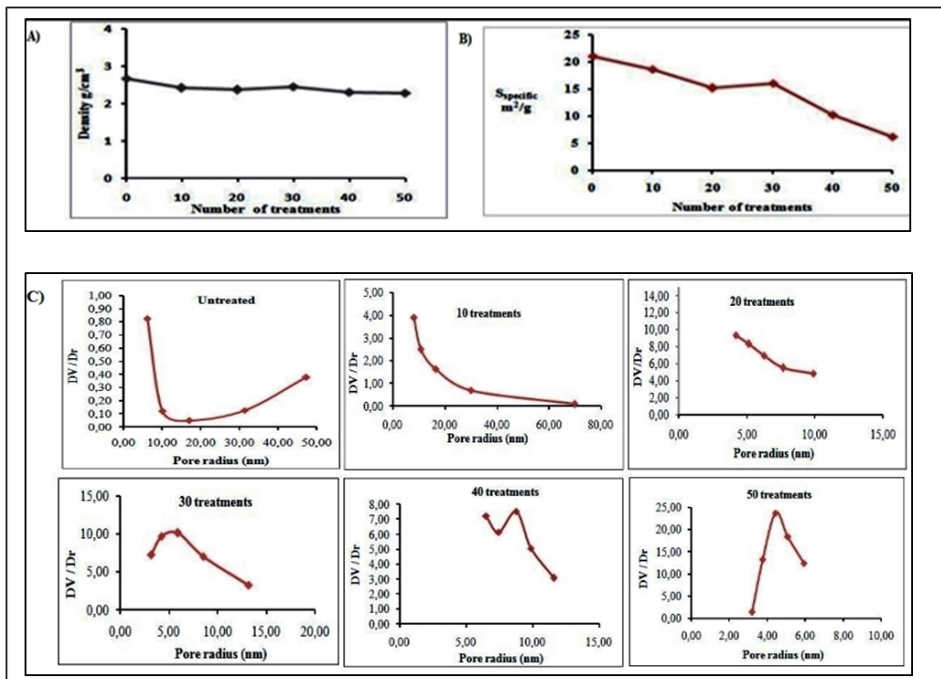 A)
Density g/cm³
4
3
2
1
0
0 10 20 30 40 50
Number of treatments
B)
Sspecific
m²/g
25
20
15
10
5
0
0 10 20 30 40 50
Number of treatments
C)
Untreated
DV/Dr
1,00
0,90
0,80
0,70
0,60
0,50
0,40
0,30
0,20
0,10
0,00
0,00 10,00 20,00 30,00 40,00 50,00
Pore radius (nm)
10 treatments
DV / Dr
5,00
4,00
3,00
2,00
1,00
0,00
0,00 20,00 40,00 60,00 80,00
Pore radius (nm)
20 treatments
DV/Dr
14,00
12,00
10,00
8,00
6,00
4,00
2,00
0,00
0,00 5,00 10,00 15,00
Pore radius (nm)
30 treatments
DV / Dr
15,00
10,00
5,00
0,00
0,00 5,00 10,00 15,00 20,00
Pore radius (nm)
40 treatments
DV / Dr
8,00
7,00
6,00
5,00
4,00
3,00
2,00
1,00
0,00
0,00 5,00 10,00 15,00
Pore radius (nm)
50 treatments
DV / Dr
25,00
20,00
15,00
10,00
5,00
0,00
0,00 2,00 4,00 6,00 8,00 10,00
Pore radius (nm)